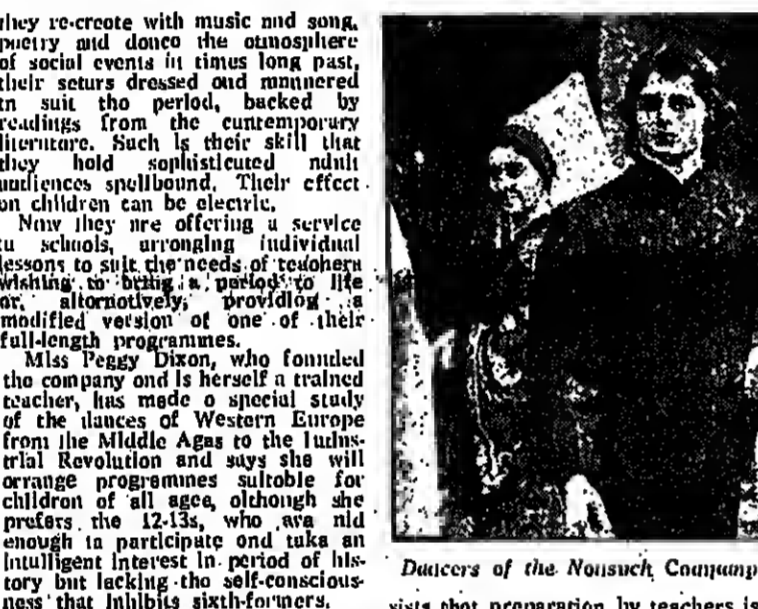 they re-create with music and song,
poetry and dance the atmosphere
of social events in times long past,
their actors dressed and mannered
to suit the period, backed by
readings from the contemporary
literature. Such is their skill that
they hold sophisticated adult
audiences spellbound. Their effect
on children can be electric.
Now they are offering a service
to schools, arranging individual
lessons to suit the needs of teachers
wishing to bring a period to life
or, alternatively, providing a
modified version of one of their
full-length programmes.
Miss Peggy Dixon, who founded
the company and is herself a trained
teacher, has made a special study
of the dances of Western Europe
from the Middle Ages to the Indus-
trial Revolution and says she will
arrange programmes suitable for
children of all ages, although she
prefers the 12-13s, who are old
enough to participate and take an
intelligent interest in period of his-
tory but lacking the self-conscious-
ness that inhibits sixth-formers.
Dancers of the Nonsuch Company
sists that preparation by teachers is